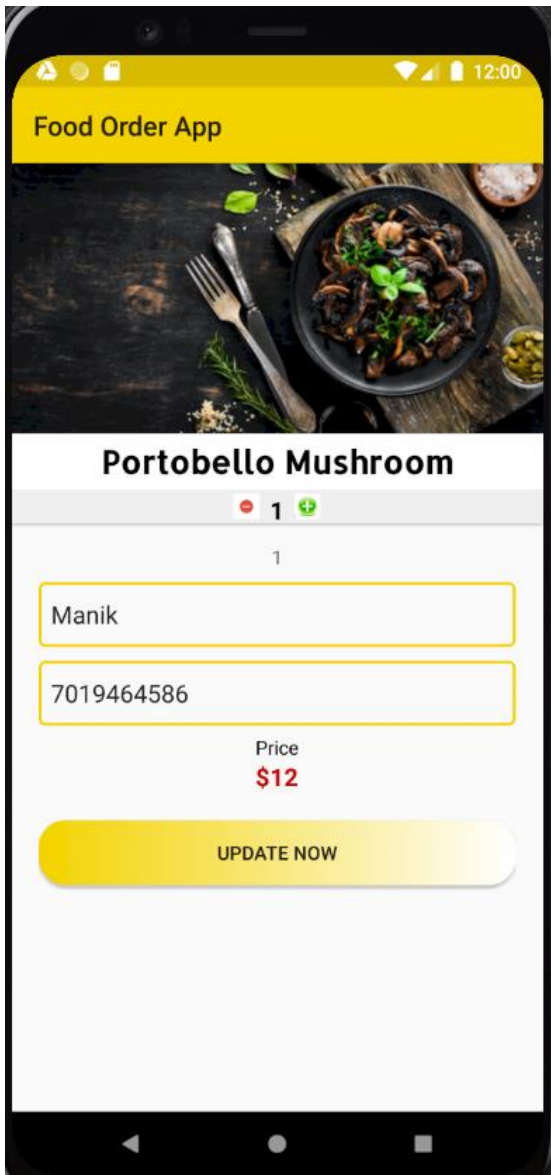 12:00
Food Order App
Portobello Mushroom
1
1
Manik
7019464586
Price
$12
UPDATE NOW